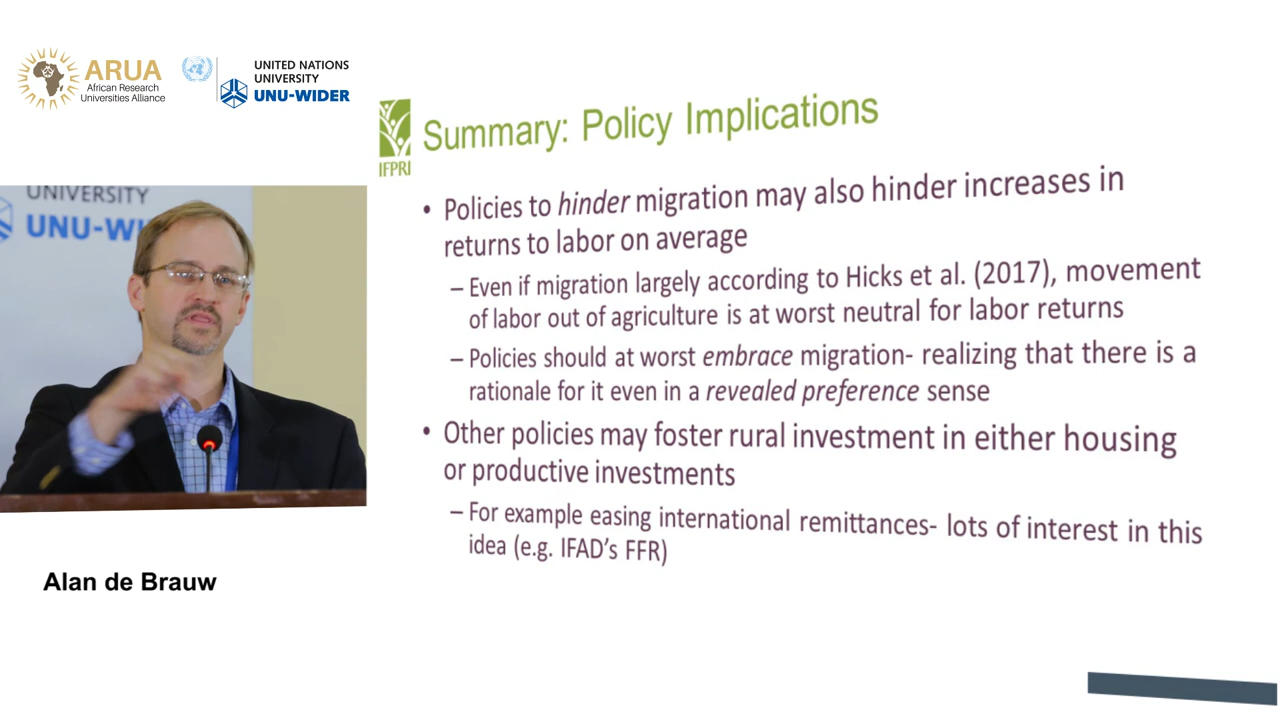 ARUA
African Research
Universities Alliance
UNITED NATIONS
UNIVERSITY
UNU-WIDER
IFPRI
Summary: Policy Implications
UNIVERSITY
UNU-WI
• Policies to hinder migration may also hinder increases in
returns to labor on average
– Even if migration largely according to Hicks et al. (2017), movement
of labor out of agriculture is at worst neutral for labor returns
– Policies should at worst embrace migration- realizing that there is a
rationale for it even in a revealed preference sense
• Other policies may foster rural investment in either housing
or productive investments
– For example easing international remittances- lots of interest in this
idea (e.g. IFAD’s FFR)
Alan de Brauw